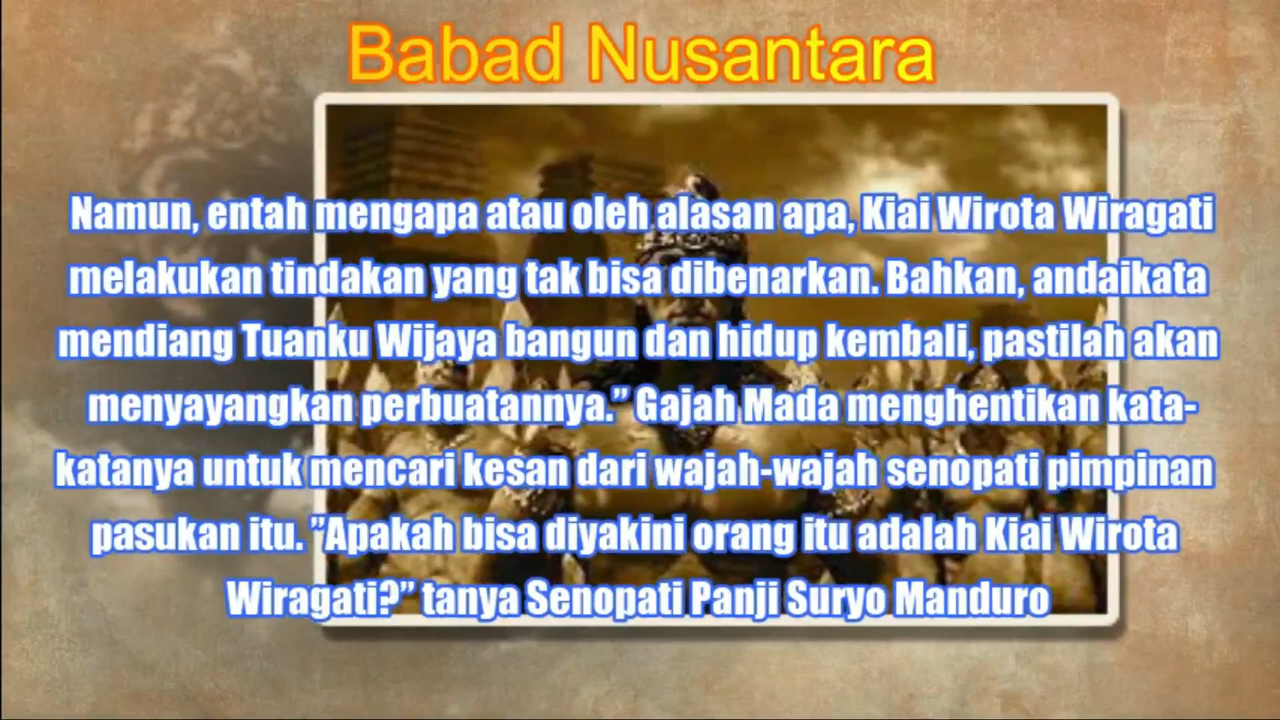 Babad Nusantara
Namun, entah mengapa atau oleh alasan apa, Kiai Wirota Wiragati
melakukan tindakan yang tak bisa dibenarkan. Bahkan, andaikata
mendiang Tuanku Wijaya bangun dan hidup kembali, pastilah akan
menyayangkan perbuatannya.” Gajah Mada menghentikan kata-
katanya untuk mencari kesan dari wajah-wajah senopati pimpinan
pasukan itu. ”Apakah bisa diyakini orang itu adalah Kiai Wirota
Wiragati?” tanya Senopati Panji Suryo Manduro